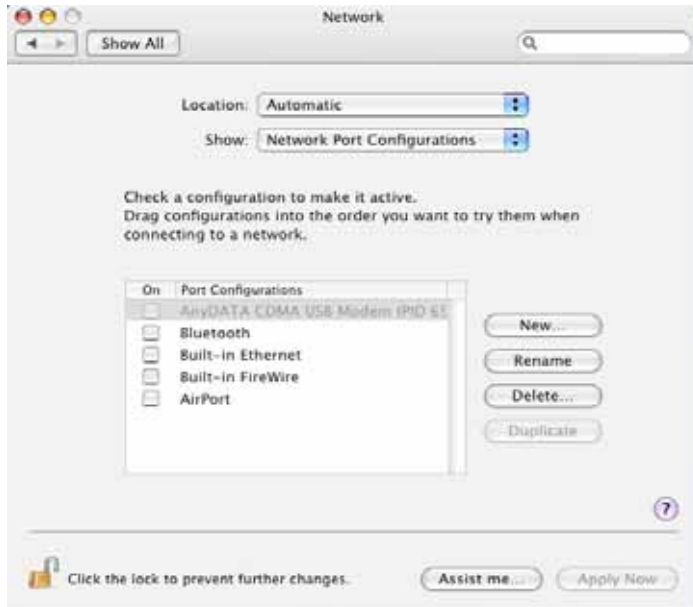 Network
Show All
Location: Automatic
Show: Network Port Configurations
Check a configuration to make it active.
Drag configurations into the order you want to try them when
connecting to a network.
On Port Configurations
AnyDATA CDMA USB Modem (PID 65
Bluetooth
Built-in Ethernet
Built-in FireWire
AirPort
New...
Rename
Delete...
Duplicate
?
Click the lock to prevent further changes.
Assist me...
Apply Now